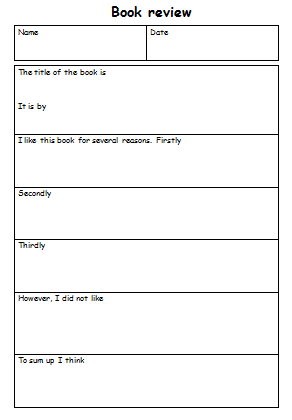 Book review
Name Date
The title of the book is
It is by
I like this book for several reasons. Firstly
Secondly
Thirdly
However, I did not like
To sum up I think